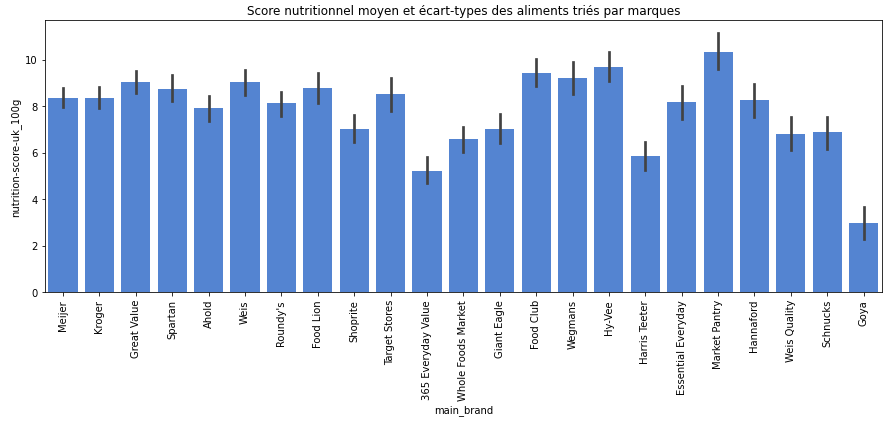 Score nutritionnel moyen et écart-types des aliments triés par marques
nutrition-score-uk_100g
10
8
6
4
2
0
Meijer
Kroger
Great Value
Spartan
Ahold
Weis
Roundy's
Food Lion
Shoprite
Target Stores
365 Everyday Value
Whole Foods Market
Giant Eagle
Food Club
Wegmans
Hy-Vee
Harris Teeter
Essential Everyday
Market Pantry
Hannaford
Weis Quality
Schnucks
Goya
main_brand